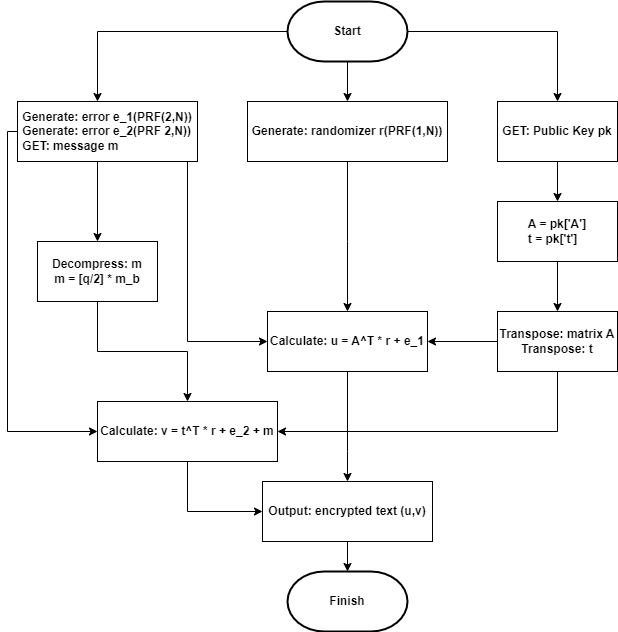 Start
Generate: error e_1(PRF(2,N))
Generate: error e_2(PRF 2,N))
GET: message m
Generate: randomizer r(PRF(1,N))
GET: Public Key pk
A = pk['A']
t = pk['t']
Decompress: m
m = [q/2] * m_b
Calculate: u = A^T * r + e_1
Transpose: matrix A
Transpose: t
Calculate: v = t^T * r + e_2 + m
Output: encrypted text (u,v)
Finish